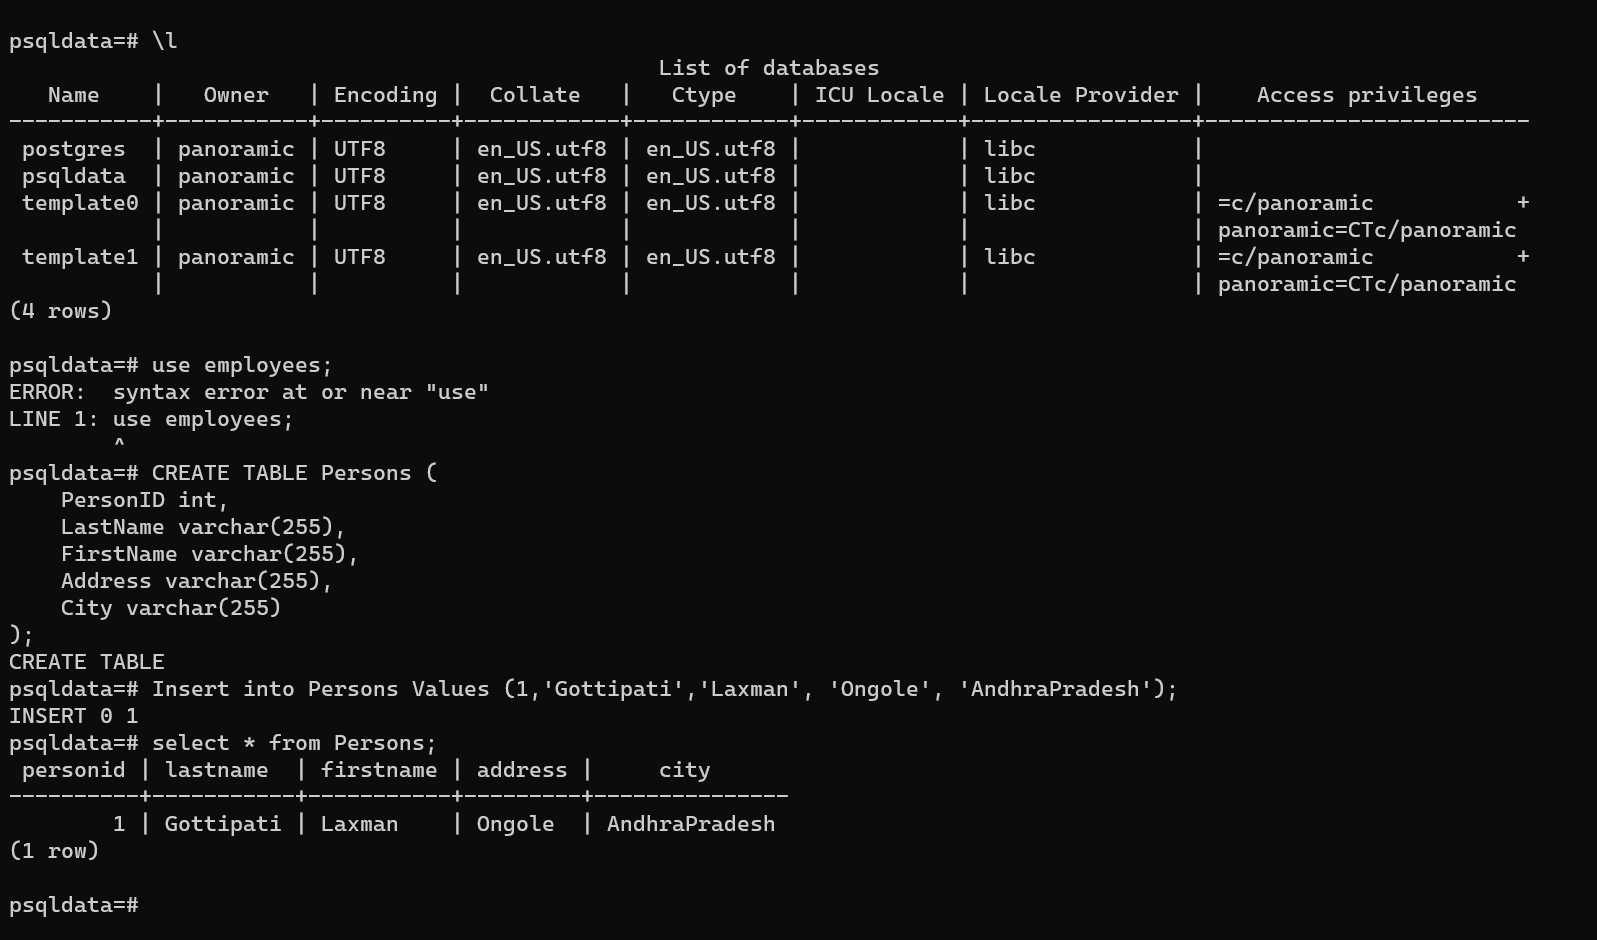 psqldata=# \l
                                                  List of databases
   Name    |   Owner   | Encoding |  Collate   |   Ctype    | ICU Locale | Locale Provider |    Access privileges
-----------+-----------+----------+------------+------------+------------+-----------------+-------------------------
 postgres  | panoramic | UTF8     | en_US.utf8 | en_US.utf8 |            | libc            |
 psqldata  | panoramic | UTF8     | en_US.utf8 | en_US.utf8 |            | libc            |
 template0 | panoramic | UTF8     | en_US.utf8 | en_US.utf8 |            | libc            | =c/panoramic           +
           |           |          |            |            |            |                 | panoramic=CTc/panoramic
 template1 | panoramic | UTF8     | en_US.utf8 | en_US.utf8 |            | libc            | =c/panoramic           +
           |           |          |            |            |            |                 | panoramic=CTc/panoramic
(4 rows)

psqldata=# use employees;
ERROR:  syntax error at or near "use"
LINE 1: use employees;
        ^
psqldata=# CREATE TABLE Persons (
    PersonID int,
    LastName varchar(255),
    FirstName varchar(255),
    Address varchar(255),
    City varchar(255)
);
CREATE TABLE
psqldata=# Insert into Persons Values (1,'Gottipati','Laxman', 'Ongole', 'AndhraPradesh');
INSERT 0 1
psqldata=# select * from Persons;
 personid | lastname  | firstname | address |     city
----------+-----------+-----------+---------+---------------
        1 | Gottipati | Laxman    | Ongole  | AndhraPradesh
(1 row)

psqldata=#